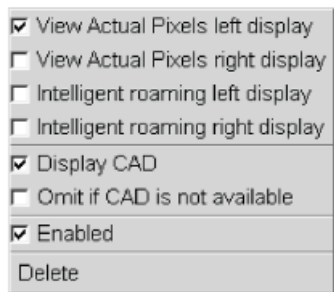 View Actual Pixels left display
View Actual Pixels right display
Intelligent roaming left display
Intelligent roaming right display
Display CAD
Omit if CAD is not available
Enabled
Delete